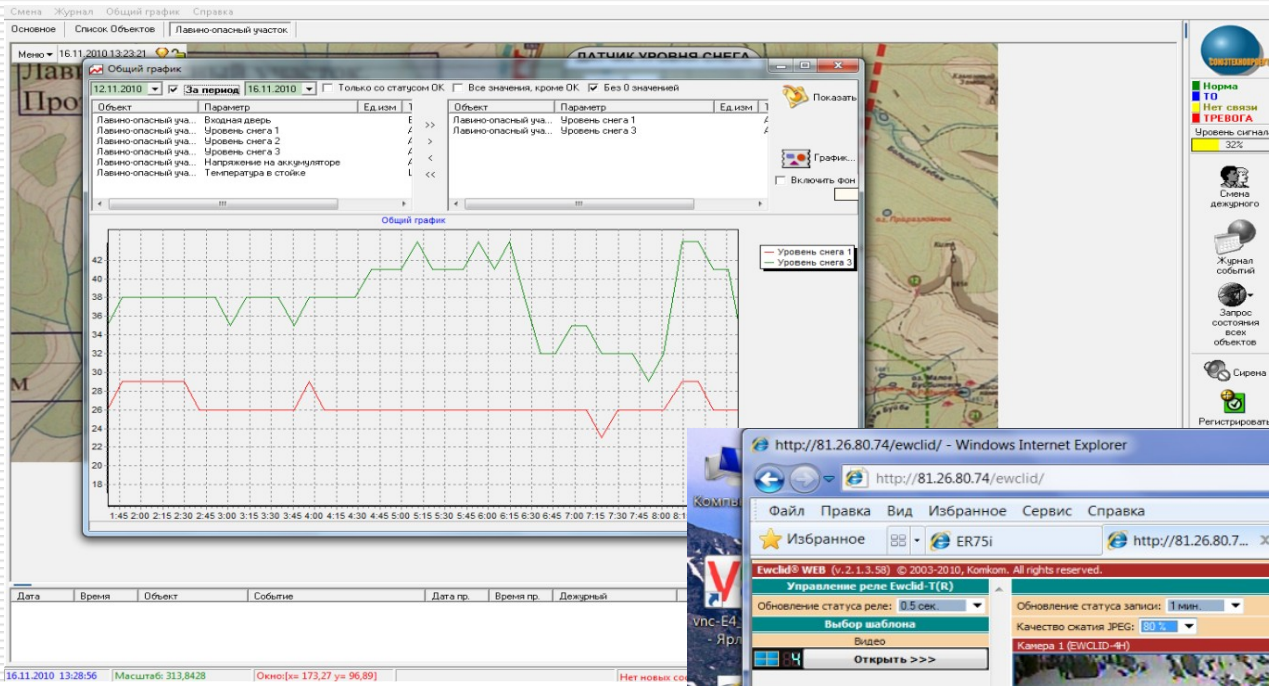 Смена Журнал Общий график Справка
Основное Список Объектов Лавино-опасный участок
Меню 16.11.2010 13:23:21
ДАТЧИК УРОВНЯ СНЕГА
Общий график
12.11.2010 За период 16.11.2010 Только со статусом ОК Все значения, кроме ОК Без 0 значений
Показать
Объект Параметр Ед.изм
Лавино-опасный уча... Входная дверь
Лавино-опасный уча... Уровень снега 1
Лавино-опасный уча... Уровень снега 2
Лавино-опасный уча... Уровень снега 3
Лавино-опасный уча... Напряжение на аккумуляторе
Лавино-опасный уча... Температура в стойке
>>
>
<
<<
Объект Параметр Ед.изм
Лавино-опасный уча... Уровень снега 1
Лавино-опасный уча... Уровень снега 3
График...
Включить фон
Общий график
Уровень снега 1
Уровень снега 3
42
40
38
36
34
32
30
28
26
24
22
20
18
1:45 2:00 2:15 2:30 2:45 3:00 3:15 3:30 3:45 4:00 4:15 4:30 4:45 5:00 5:15 5:30 5:45 6:00 6:15 6:30 6:45 7:00 7:15 7:30 7:45 8:00 8:1
Норма
ТО
Нет связи
ТРЕВОГА
Уровень сигнала
32%
Смена
дежурного
Журнал
событий
Запрос
состояния
всех
объектов
Сирена
Регистрировать
Дата Время Объект Событие Дата пр. Время пр. Дежурный
16.11.2010 13:28:56 Масштаб: 313,8428 Окно:[x= 173,27 y= 96,89] Нет новых со
http://81.26.80.74/ewclid/ - Windows Internet Explorer
http://81.26.80.74/ewclid/
Файл Правка Вид Избранное Сервис Справка
Избранное ER75i http://81.26.80.7...
Ewclid® WEB (v.2.1.3.58) © 2003-2010, Komkom. All rights reserved.
Управление реле Ewclid-T(R)
Обновление статуса реле: 0.5 сек.
Выбор шаблона
Видео
4 Открыть >>>
Обновление статуса записи: 1 мин.
Качество сжатия JPEG: 80 %
Камера 1 (EWCLID-4H)
Компь
vnc-E4_
- Ярл